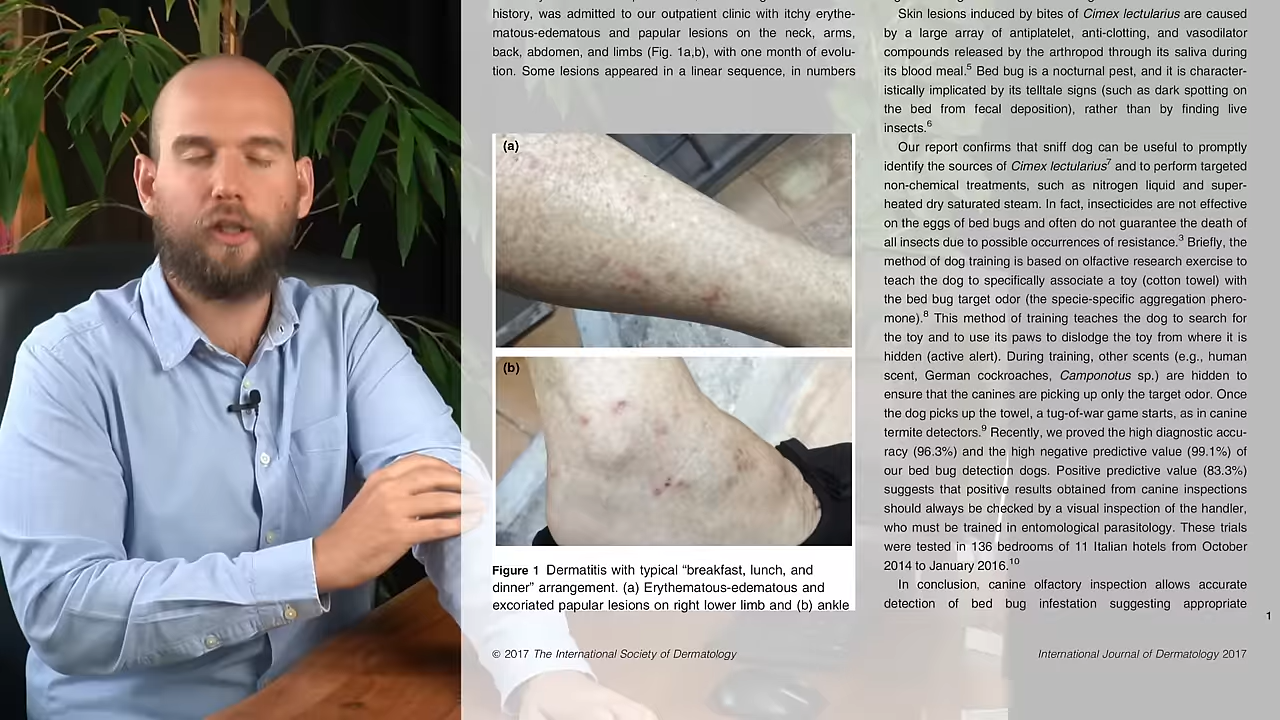 history, was admitted to our outpatient clinic with itchy erythe-
matous-edematous and papular lesions on the neck, arms,
back, abdomen, and limbs (Fig. 1a,b), with one month of evolu-
tion. Some lesions appeared in a linear sequence, in numbers
(a)
(b)
Figure 1 Dermatitis with typical “breakfast, lunch, and
dinner” arrangement. (a) Erythematous-edematous and
excoriated papular lesions on right lower limb and (b) ankle
© 2017 The International Society of Dermatology
Skin lesions induced by bites of Cimex lectularius are caused
by a large array of antiplatelet, anti-clotting, and vasodilator
compounds released by the arthropod through its saliva during
its blood meal.5 Bed bug is a nocturnal pest, and it is character-
istically implicated by its telltale signs (such as dark spotting on
the bed from fecal deposition), rather than by finding live
insects.6
Our report confirms that sniff dog can be useful to promptly
identify the sources of Cimex lectularius7 and to perform targeted
non-chemical treatments, such as nitrogen liquid and super-
heated dry saturated steam. In fact, insecticides are not effective
on the eggs of bed bugs and often do not guarantee the death of
all insects due to possible occurrences of resistance.3 Briefly, the
method of dog training is based on olfactive research exercise to
teach the dog to specifically associate a toy (cotton towel) with
the bed bug target odor (the specie-specific aggregation phero-
mone).8 This method of training teaches the dog to search for
the toy and to use its paws to dislodge the toy from where it is
hidden (active alert). During training, other scents (e.g., human
scent, German cockroaches, Camponotus sp.) are hidden to
ensure that the canines are picking up only the target odor. Once
the dog picks up the towel, a tug-of-war game starts, as in canine
termite detectors.9 Recently, we proved the high diagnostic accu-
racy (96.3%) and the high negative predictive value (99.1%) of
our bed bug detection dogs. Positive predictive value (83.3%)
suggests that positive results obtained from canine inspections
should always be checked by a visual inspection of the handler,
who must be trained in entomological parasitology. These trials
were tested in 136 bedrooms of 11 Italian hotels from October
2014 to January 2016.10
In conclusion, canine olfactory inspection allows accurate
detection of bed bug infestation suggesting appropriate
1
International Journal of Dermatology 2017